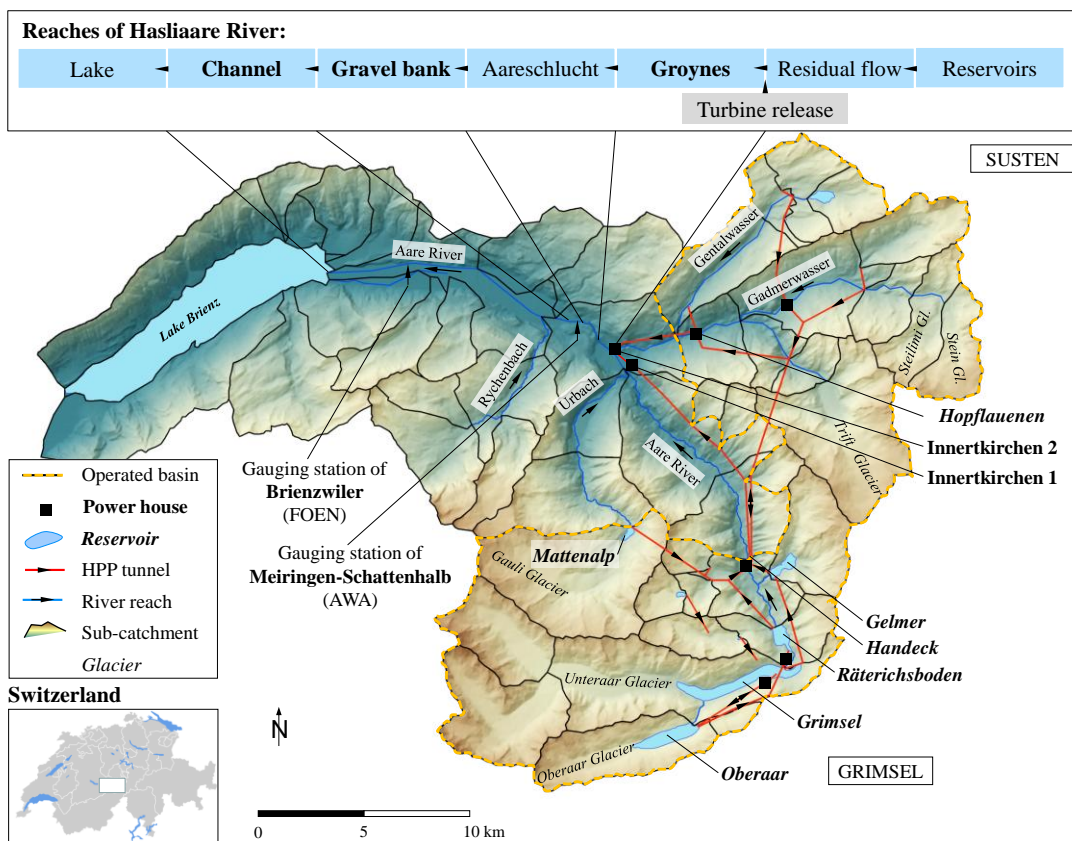 Reaches of Hasliaare River:
Lake
Channel
Gravel bank
Aareschlucht
Groynes
Residual flow
Reservoirs
Turbine release
SUSTEN
Gentalwasser
Aare River
Gadmerwasser
Lake Brienz
Steilimi Gl.
Stein Gl.
Rychenbach
Urbach
Hopflauenen
Trift Glacier
Innertkirchen 2
Aare River
Innertkirchen 1
Gauging station of
Brienzwiler
(FOEN)
Operated basin
Power house
Reservoir
HPP tunnel
River reach
Sub-catchment
Glacier
Gauging station of
Meiringen-Schattenhalb
(AWA)
Mattenalp
Gauli Glacier
Gelmer
Handeck
Räterichsboden
Unteraar Glacier
Grimsel
Oberaar Glacier
Oberaar
GRIMSEL
Switzerland
N
0 5 10 km